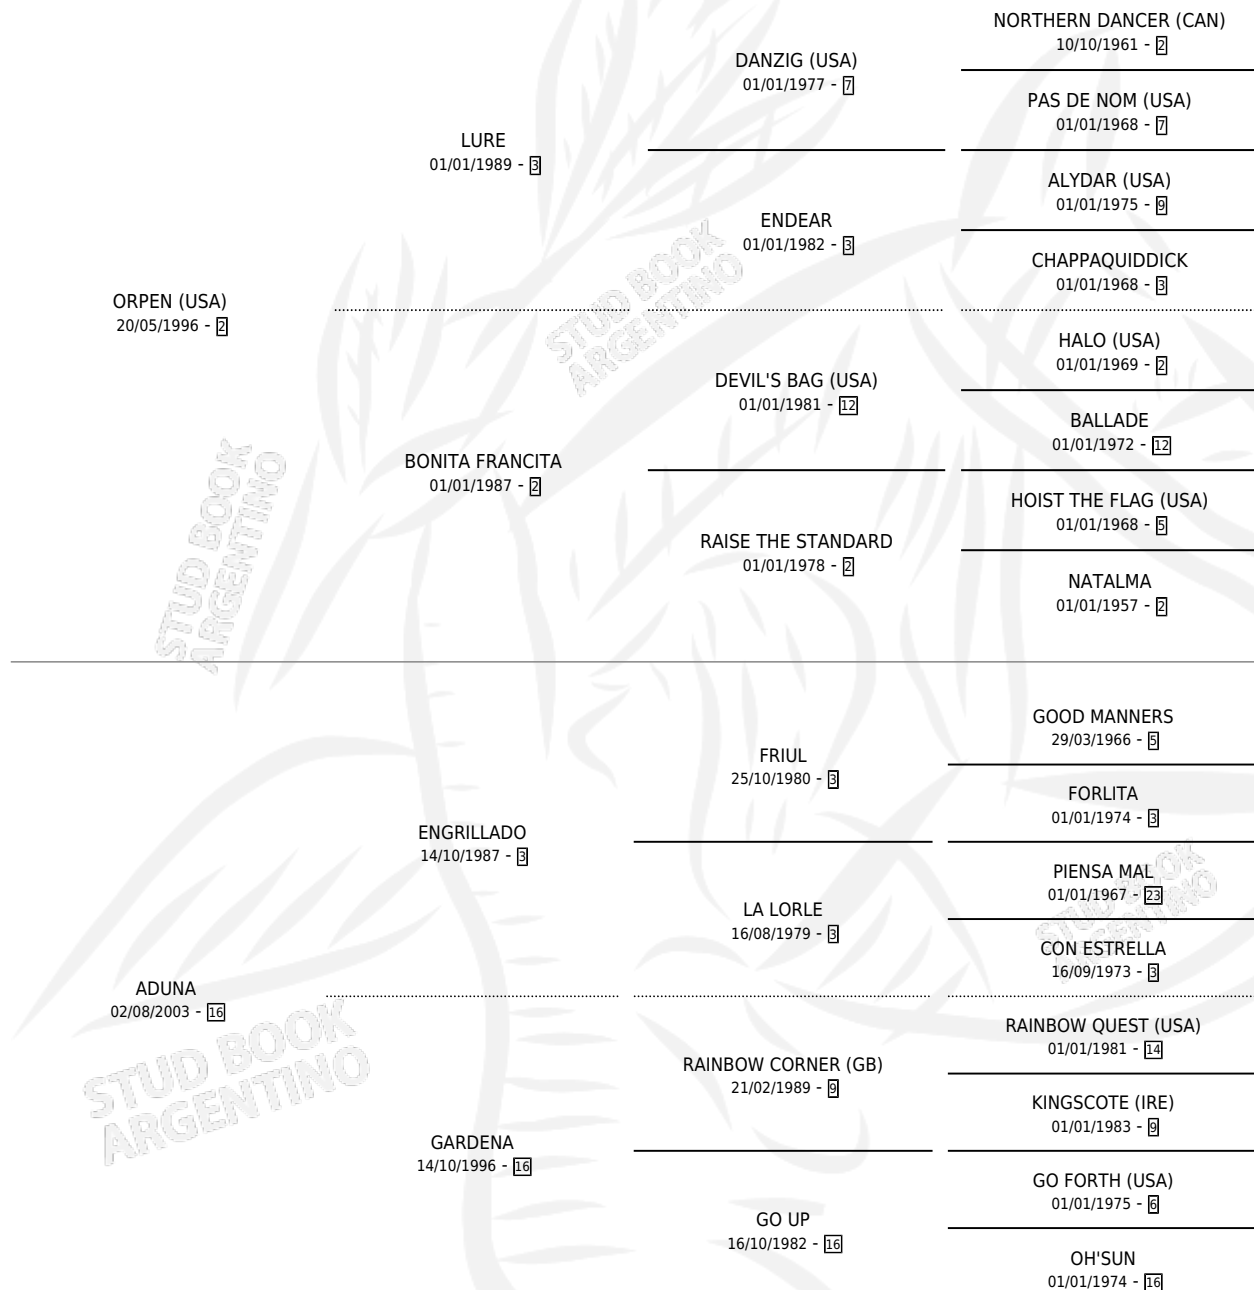 NORTHERN DANCER (CAN)
10/10/1961 - 2
DANZIG (USA)
01/01/1977 - 7
PAS DE NOM (USA)
01/01/1968 - 7
LURE
01/01/1989 - 3
ALYDAR (USA)
01/01/1975 - 9
ENDEAR
01/01/1982 - 3
CHAPPAQUIDDICK
01/01/1968 - 3
ORPEN (USA)
20/05/1996 - 2
STUD BOOK
ARGENTINO
HALO (USA)
01/01/1969 - 2
DEVIL'S BAG (USA)
01/01/1981 - 12
BALLADE
01/01/1972 - 12
BONITA FRANCITA
01/01/1987 - 2
HOIST THE FLAG (USA)
01/01/1968 - 5
RAISE THE STANDARD
01/01/1978 - 2
NATALMA
01/01/1957 - 2
STUD BOOK
ARGENTINO
GOOD MANNERS
29/03/1966 - 5
FRIUL
25/10/1980 - 3
FORLITA
01/01/1974 - 3
ENGRILLADO
14/10/1987 - 3
PIENSA MAL
01/01/1967 - 23
LA LORLE
16/08/1979 - 3
CON ESTRELLA
16/09/1973 - 3
STUD BOOK
ARGENTINO
ADUNA
02/08/2003 - 16
STUD BOOK
ARGENTINO
RAINBOW QUEST (USA)
01/01/1981 - 14
RAINBOW CORNER (GB)
21/02/1989 - 9
KINGSCOTE (IRE)
01/01/1983 - 9
GARDENA
14/10/1996 - 16
GO FORTH (USA)
01/01/1975 - 6
GO UP
16/10/1982 - 16
OH'SUN
01/01/1974 - 16